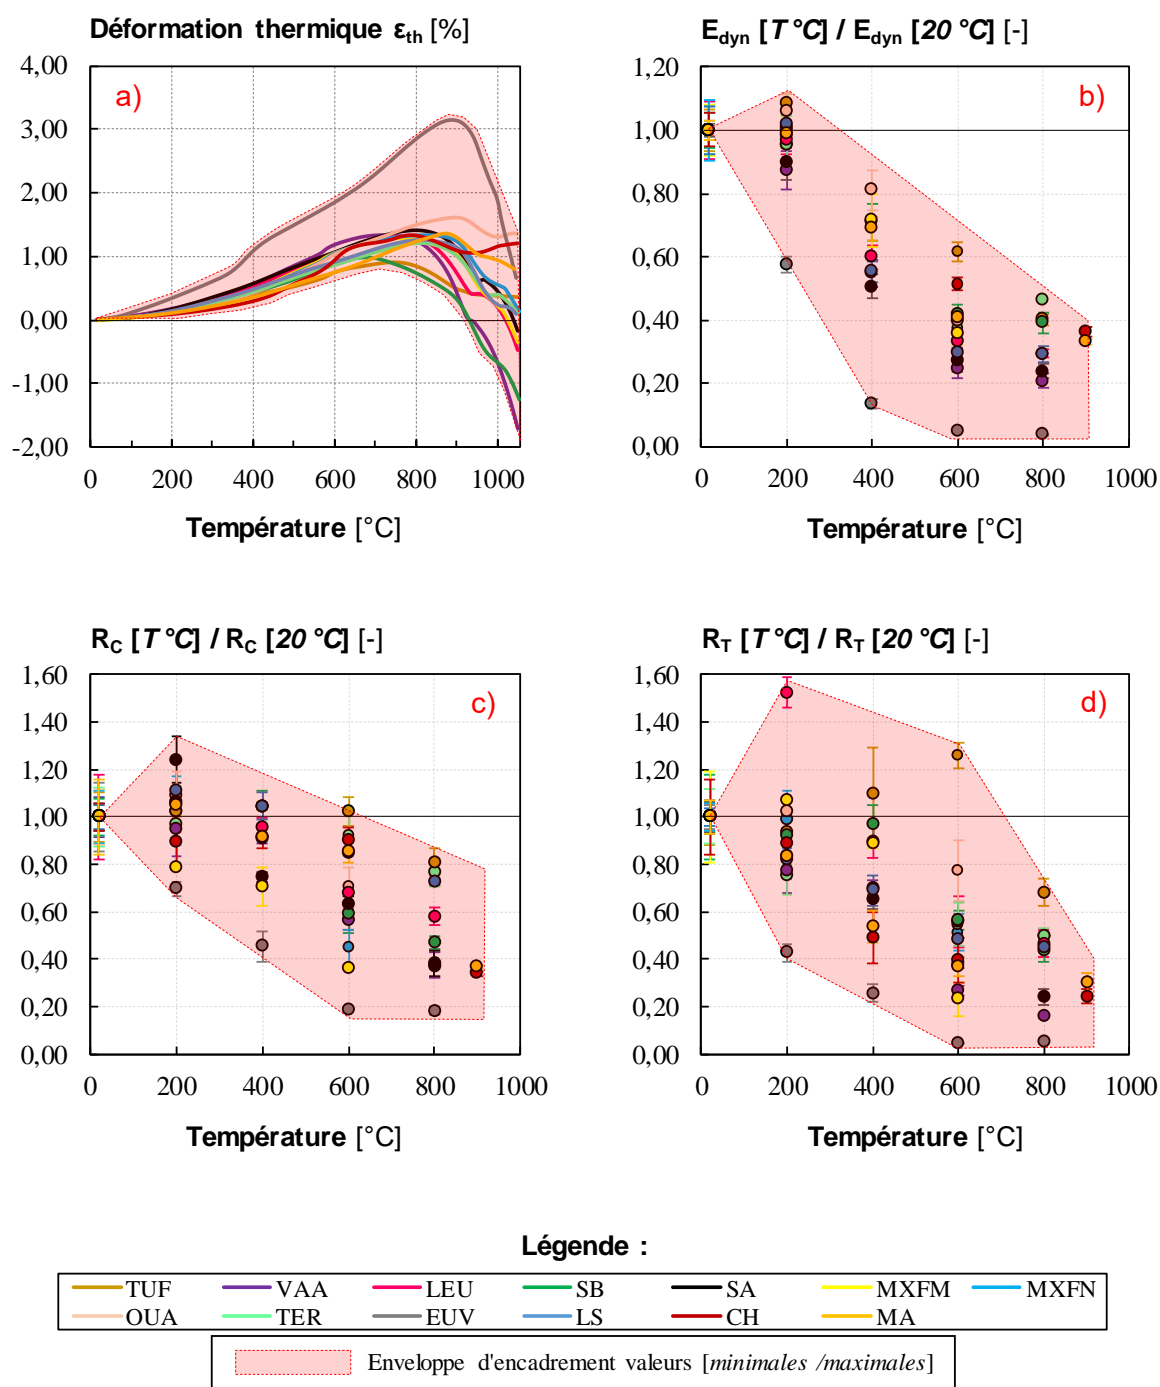 Déformation thermique εth [%]
4,00
a)
3,00
2,00
1,00
0,00
-1,00
-2,00
0 200 400 600 800 1000
Température [°C]
Edyn [T °C] / Edyn [20 °C] [-]
1,20
b)
1,00
0,80
0,60
0,40
0,20
0,00
0 200 400 600 800 1000
Température [°C]
RC [T °C] / RC [20 °C] [-]
1,60
c)
1,40
1,20
1,00
0,80
0,60
0,40
0,20
0,00
0 200 400 600 800 1000
Température [°C]
RT [T °C] / RT [20 °C] [-]
1,60
d)
1,40
1,20
1,00
0,80
0,60
0,40
0,20
0,00
0 200 400 600 800 1000
Température [°C]
Légende :
TUF VAA LEU SB SA MXFM MXFN
OUA TER EUV LS CH MA
Enveloppe d'encadrement valeurs [minimales /maximales]